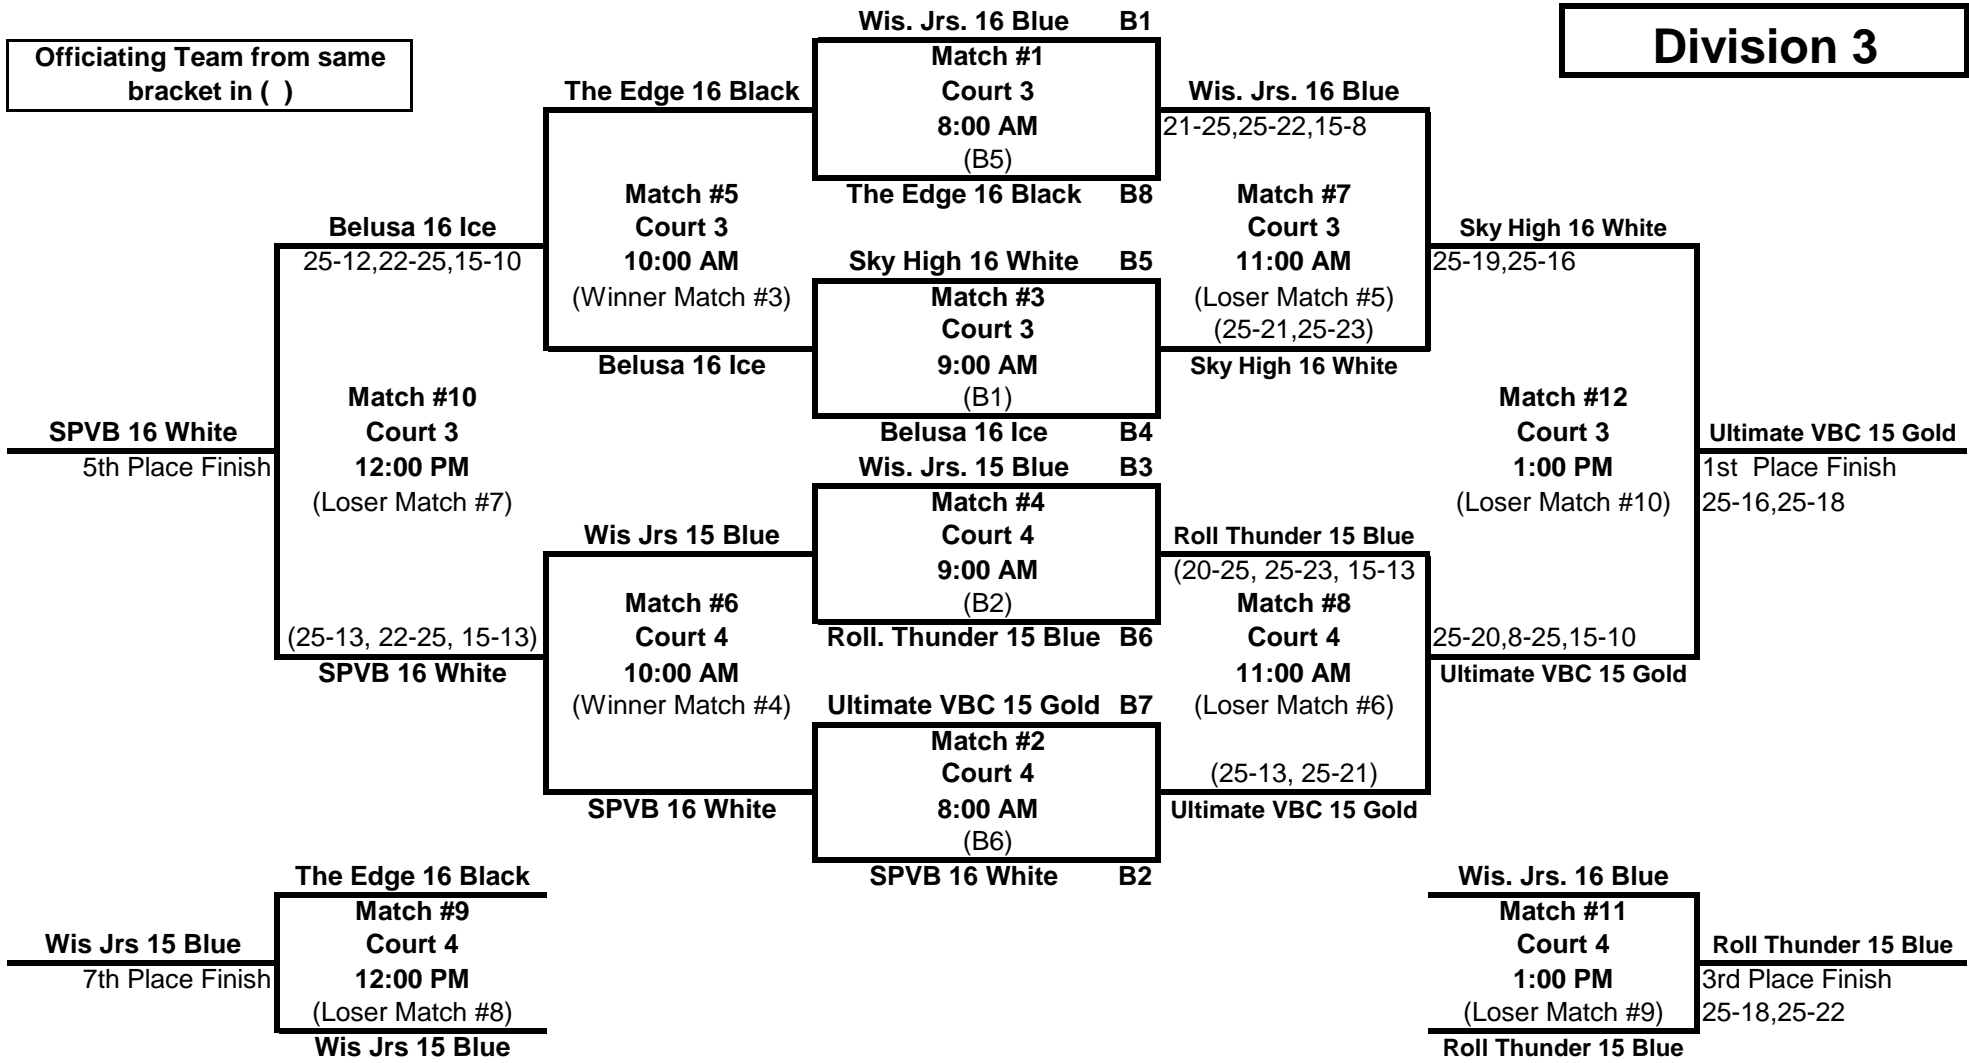 Wis. Jrs. 16 Blue B1
Officiating Team from same
bracket in ( )
Division 3
Match #1
Court 3
8:00 AM
(B5)
The Edge 16 Black B8
The Edge 16 Black
Wis. Jrs. 16 Blue
21-25,25-22,15-8
Match #5
Court 3
10:00 AM
(Winner Match #3)
Match #7
Court 3
11:00 AM
(Loser Match #5)
(25-21,25-23)
Belusa 16 Ice
25-12,22-25,15-10
Sky High 16 White B5
Match #3
Court 3
9:00 AM
(B1)
Belusa 16 Ice B4
Sky High 16 White
25-19,25-16
Belusa 16 Ice
Sky High 16 White
Match #10
Court 3
12:00 PM
(Loser Match #7)
SPVB 16 White
5th Place Finish
Match #12
Court 3
1:00 PM
(Loser Match #10)
Ultimate VBC 15 Gold
1st Place Finish
25-16,25-18
Wis. Jrs. 15 Blue B3
Match #4
Court 4
9:00 AM
(B2)
Roll. Thunder 15 Blue B6
Wis Jrs 15 Blue
Roll Thunder 15 Blue
(20-25, 25-23, 15-13
Match #6
Court 4
10:00 AM
(Winner Match #4)
Match #8
Court 4
11:00 AM
(Loser Match #6)
(25-13, 22-25, 15-13)
SPVB 16 White
25-20,8-25,15-10
Ultimate VBC 15 Gold
Ultimate VBC 15 Gold B7
Match #2
Court 4
8:00 AM
(B6)
SPVB 16 White B2
SPVB 16 White
(25-13, 25-21)
Ultimate VBC 15 Gold
The Edge 16 Black
Match #9
Court 4
12:00 PM
(Loser Match #8)
Wis Jrs 15 Blue
Wis Jrs 15 Blue
7th Place Finish
Wis. Jrs. 16 Blue
Match #11
Court 4
1:00 PM
(Loser Match #9)
Roll Thunder 15 Blue
Roll Thunder 15 Blue
3rd Place Finish
25-18,25-22